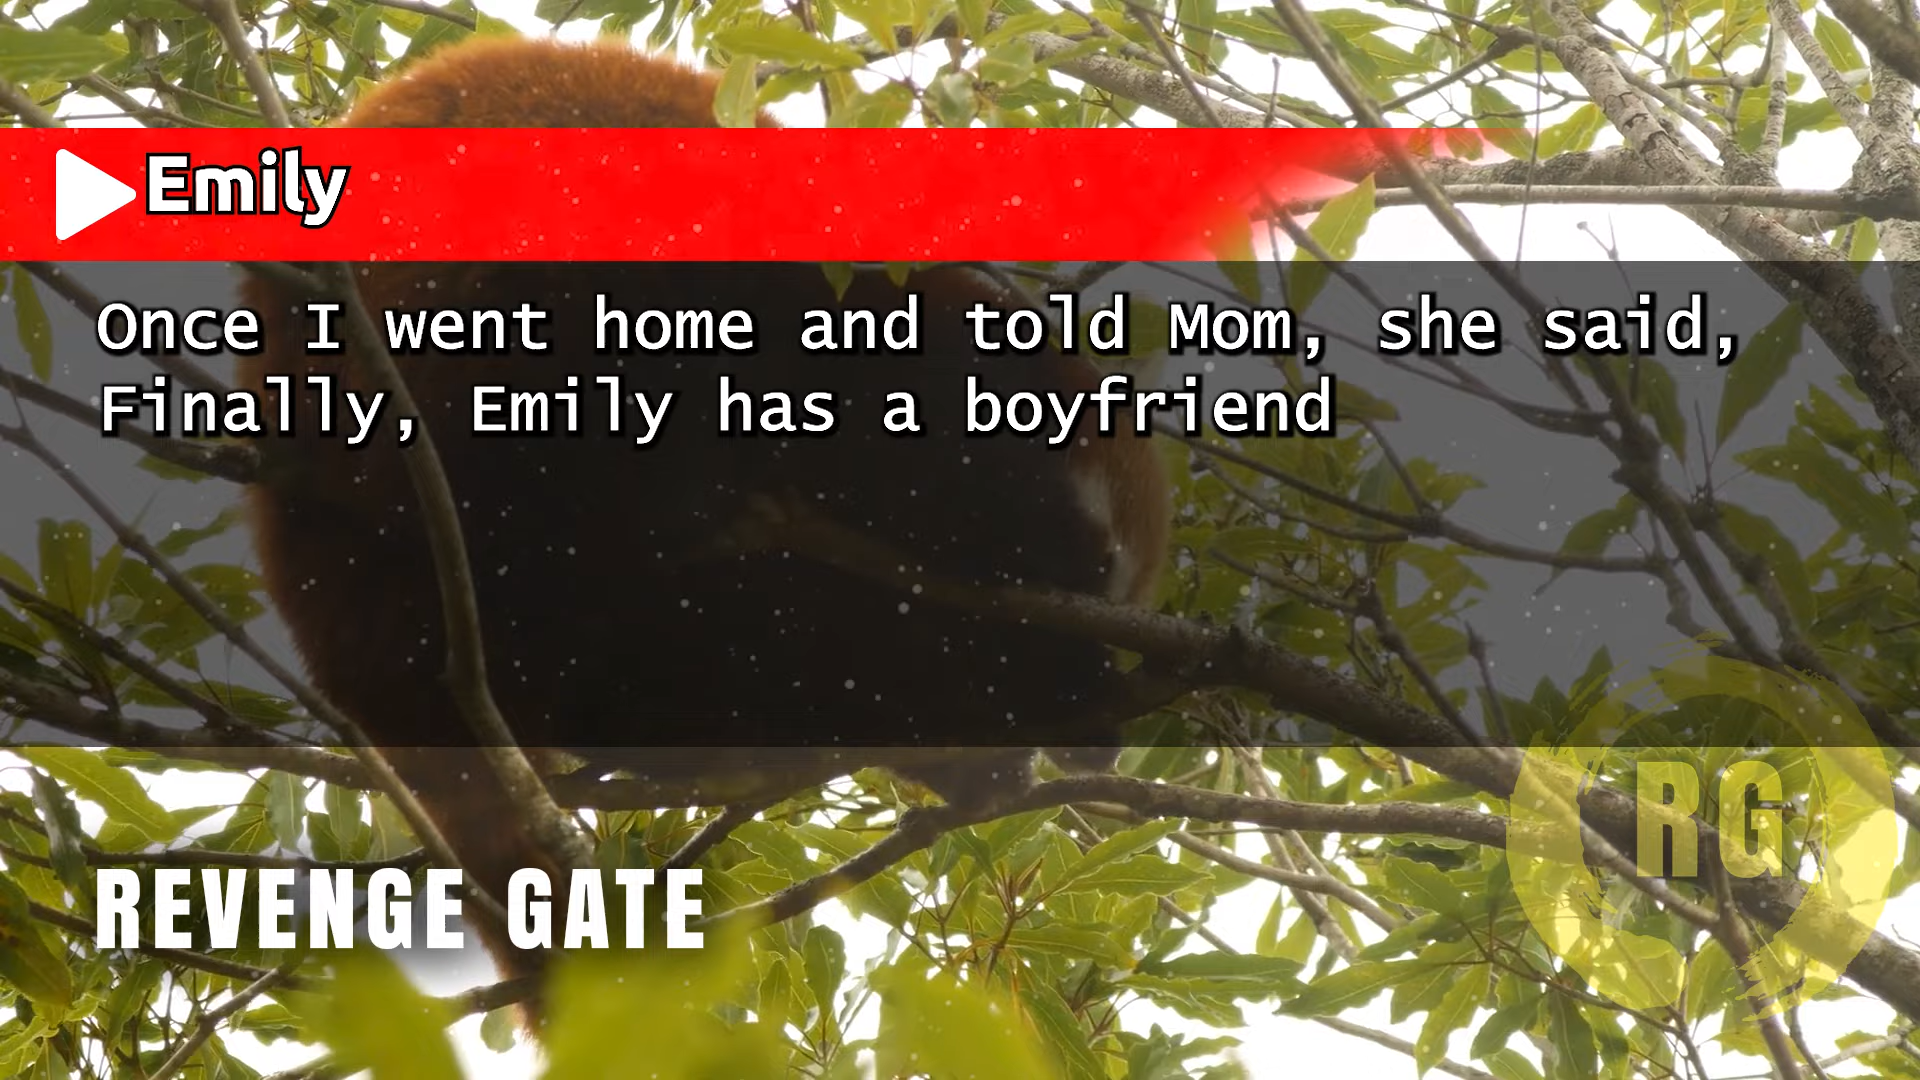 Emily
Once I went home and told Mom, she said,
Finally, Emily has a boyfriend
RG
REVENGE GATE